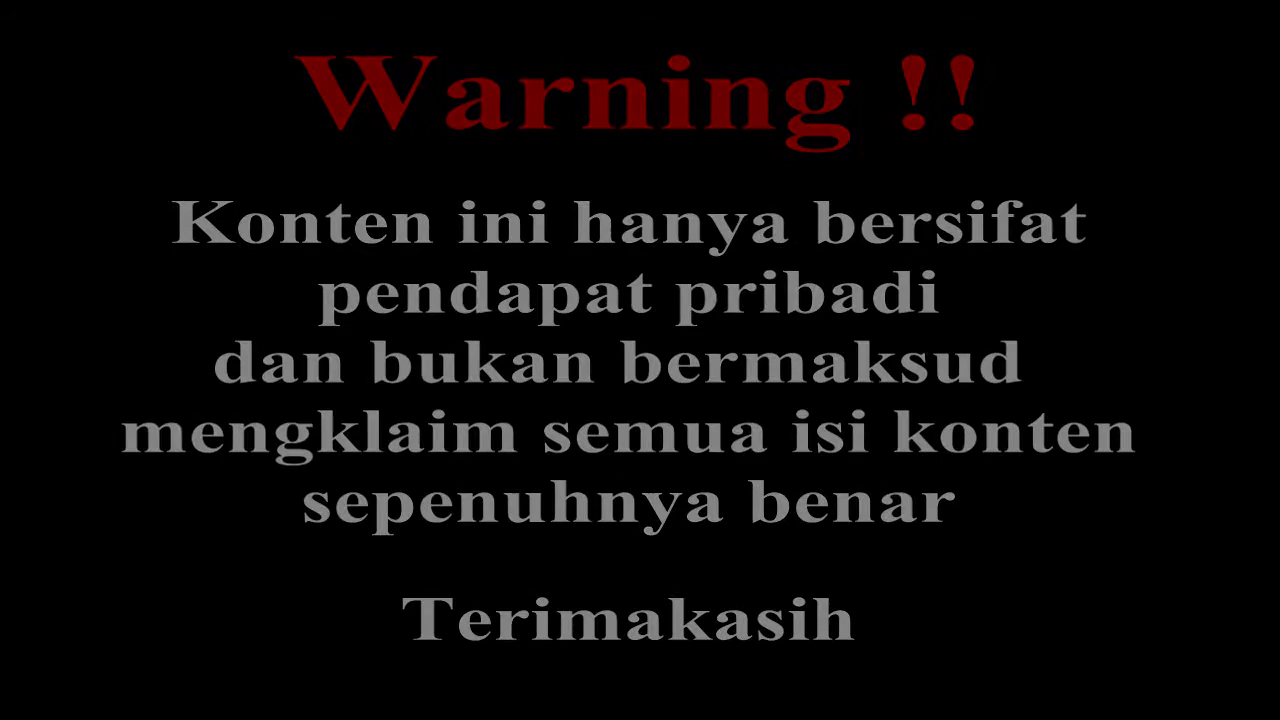 Warning !!
Konten ini hanya bersifat
pendapat pribadi
dan bukan bermaksud
mengklaim semua isi konten
sepenuhnya benar
Terimakasih